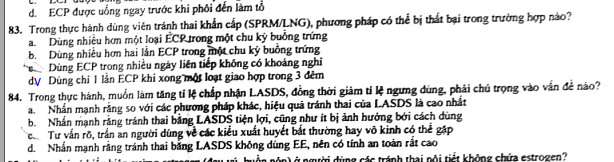 d. ECP được uống ngay trước khi phôi đến làm tổ
83. Trong thực hành dùng viên tránh thai khẩn cấp (SPRM/LNG), phương pháp có thể bị thất bại trong trường hợp nào?
a. Dùng nhiều hơn một loại ECP trong một chu kỳ buồng trứng
b. Dùng nhiều hơn hai lần ECP trong một chu kỳ buồng trứng
c. Dùng ECP trong nhiều ngày liên tiếp không có khoảng nghỉ
d. Dùng chỉ 1 lần ECP khi xong một loạt giao hợp trong 3 đêm
84. Trong thực hành, muốn làm tăng tỉ lệ chấp nhận LASDS, đồng thời giảm tỉ lệ ngưng dùng, phải chú trọng vào vấn đề nào?
a. Nhấn mạnh rằng so với các phương pháp khác, hiệu quả tránh thai của LASDS là cao nhất
b. Nhấn mạnh rằng tránh thai bằng LASDS tiện lợi, cũng như ít bị ảnh hưởng bởi cách dùng
c. Tư vấn rõ, trấn an người dùng về các kiểu xuất huyết bất thường hay vô kinh có thể gặp
d. Nhấn mạnh rằng tránh thai bằng LASDS không dùng EE, nên có tính an toàn rất cao
estrogen (đau vú, buồn nôn) ở người dùng các tránh thai nội tiết không chứa estrogen?